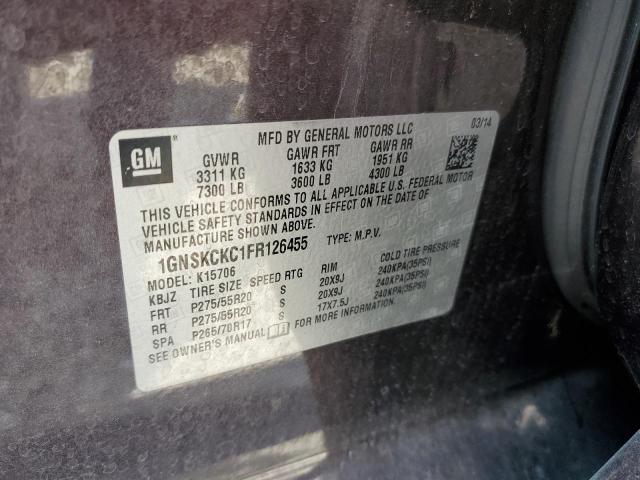 GM
MFD BY GENERAL MOTORS LLC 03/14
GVWR GAWR FRT GAWR RR
3311 KG 1633 KG 1951 KG
7300 LB 3600 LB 4300 LB
THIS VEHICLE CONFORMS TO ALL APPLICABLE U.S. FEDERAL MOTOR
VEHICLE SAFETY STANDARDS IN EFFECT ON THE DATE OF
MANUFACTURE SHOWN ABOVE.
1GNSKCKC1FR126455 TYPE: M.P.V.
MODEL: K15706
KBJZ TIRE SIZE SPEED RTG RIM COLD TIRE PRESSURE
FRT P275/55R20 S 20X9J 240KPA(35PSI)
RR P275/55R20 S 20X9J 240KPA(35PSI)
SPA P265/70R17 S 17X7.5J 240KPA(35PSI)
SEE OWNER'S MANUAL FOR MORE INFORMATION.